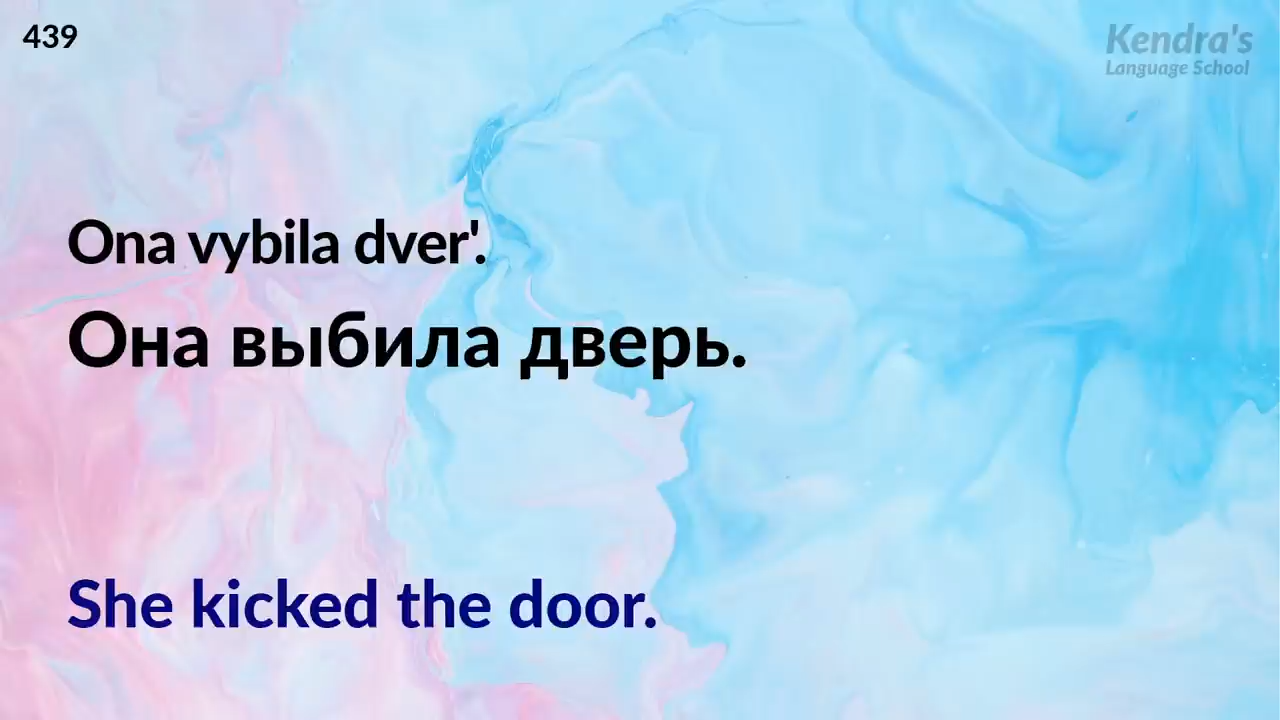 439
Kendra's
Language School
Ona vybila dver'.
Она выбила дверь.
She kicked the door.